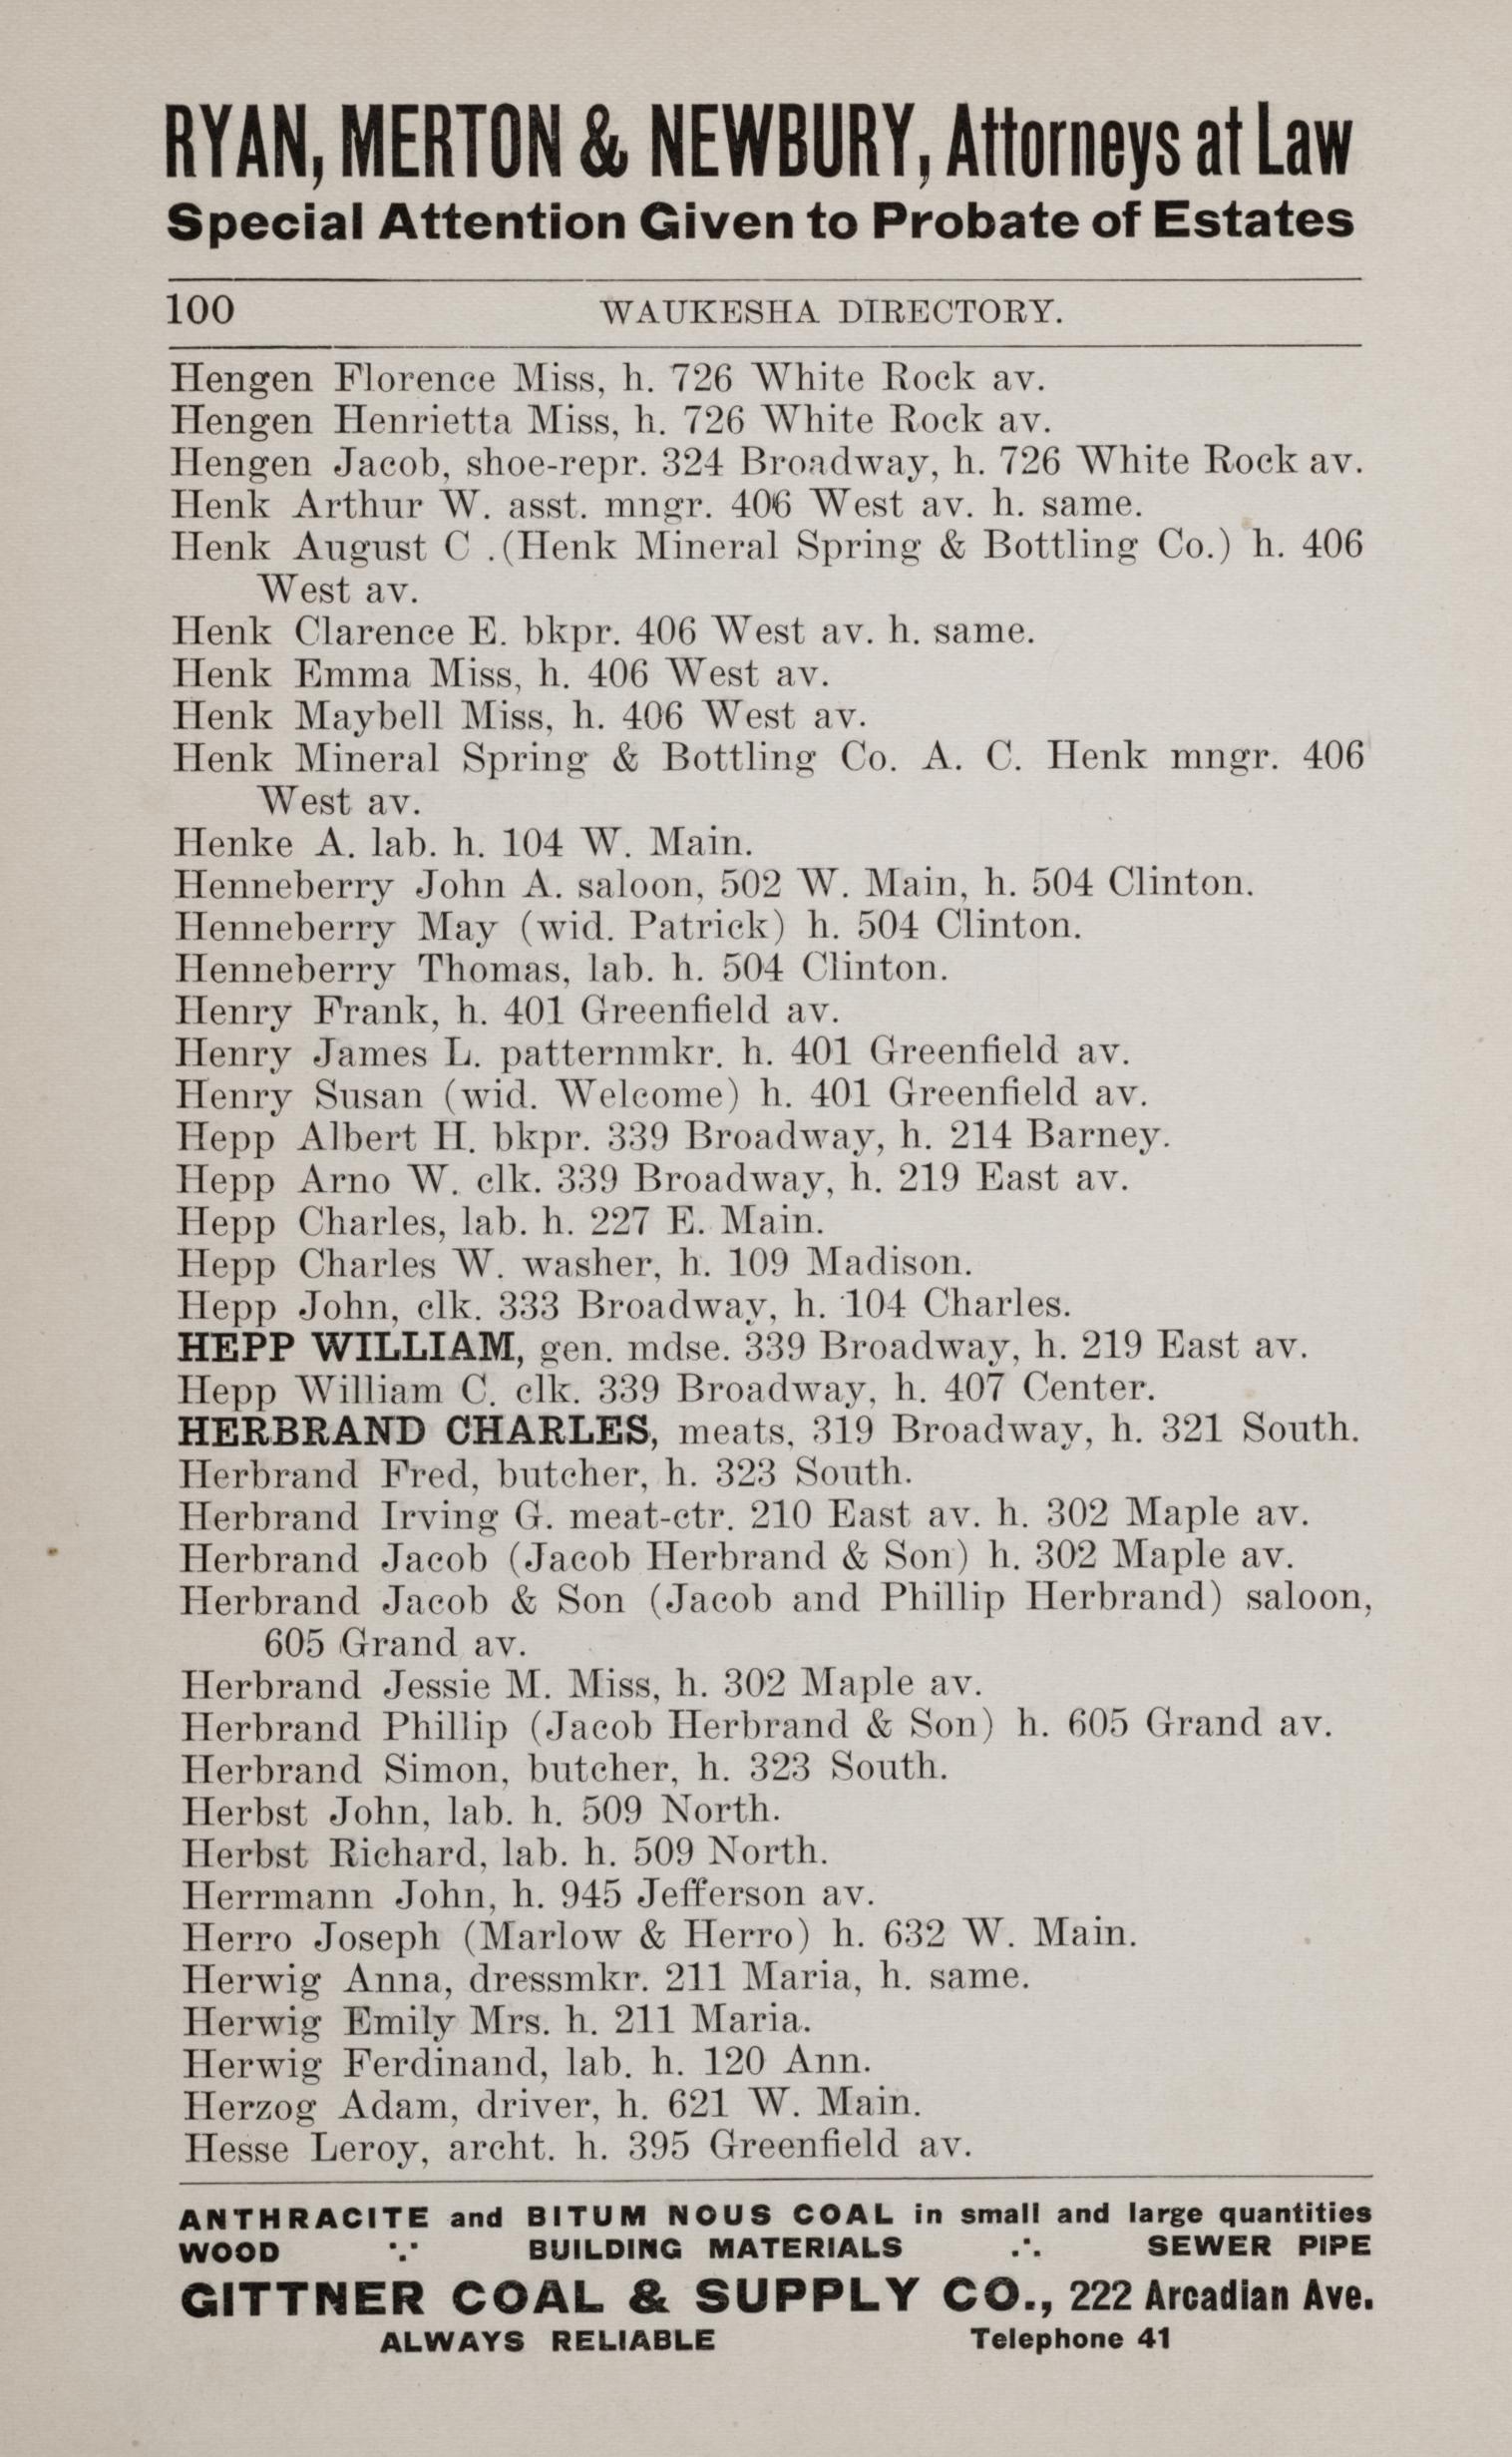 RYAN, MERTON & NEWBURY, Attorneys at Law
Special Attention Given to Probate of Estates
100 WAUKESHA DIRECTORY.
Hengen Florence Miss, h. 726 White Rock av.
Hengen Henrietta Miss, h. 726 White Rock av.
Hengen Jacob, shoe-repr. 324 Broadway, h. 726 White Rock av.
Henk Arthur W. asst. mngr. 406 West av. h. same.
Henk August C .(Henk Mineral Spring & Bottling Co.) h. 406
West av.
Henk Clarence E. bkpr. 406 West av. h. same.
Henk Emma Miss, h. 406 West av.
Henk Maybell Miss, h. 406 West av.
Henk Mineral Spring & Bottling Co. A. C. Henk mngr. 406
West av.
Henke A. lab. h. 104 W. Main.
Henneberry John A. saloon, 502 W. Main, h. 504 Clinton.
Henneberry May (wid. Patrick) h. 504 Clinton.
Henneberry Thomas, lab. h. 504 Clinton.
Henry Frank, h. 401 Greenfield av.
Henry James L. patternmkr. h. 401 Greenfield av.
Henry Susan (wid. Welcome) h. 401 Greenfield av.
Hepp Albert H. bkpr. 339 Broadway, h. 214 Barney.
Hepp Arno W. clk. 339 Broadway, h. 219 East av.
Hepp Charles, lab. h. 227 E. Main.
Hepp Charles W. washer, h. 109 Madison.
Hepp John, clk. 333 Broadway, h. 104 Charles.
HEPP WILLIAM, gen. mdse. 339 Broadway, h. 219 East av.
Hepp William C. clk. 339 Broadway, h. 407 Center.
HERBRAND CHARLES, meats, 319 Broadway, h. 321 South.
Herbrand Fred, butcher, h. 323 South.
Herbrand Irving G. meat-ctr. 210 East av. h. 302 Maple av.
Herbrand Jacob (Jacob Herbrand & Son) h. 302 Maple av.
Herbrand Jacob & Son (Jacob and Phillip Herbrand) saloon,
605 Grand av.
Herbrand Jessie M. Miss, h. 302 Maple av.
Herbrand Phillip (Jacob Herbrand & Son) h. 605 Grand av.
Herbrand Simon, butcher, h. 323 South.
Herbst John, lab. h. 509 North.
Herbst Richard, lab. h. 509 North.
Herrmann John, h. 945 Jefferson av.
Herro Joseph (Marlow & Herro) h. 632 W. Main.
Herwig Anna, dressmkr. 211 Maria, h. same.
Herwig Emily Mrs. h. 211 Maria.
Herwig Ferdinand, lab. h. 120 Ann.
Herzog Adam, driver, h. 621 W. Main.
Hesse Leroy, archt. h. 395 Greenfield av.
ANTHRACITE and BITUM NOUS COAL in small and large quantities
WOOD ∵ BUILDING MATERIALS ∴ SEWER PIPE
GITTNER COAL & SUPPLY CO., 222 Arcadian Ave.
ALWAYS RELIABLE Telephone 41